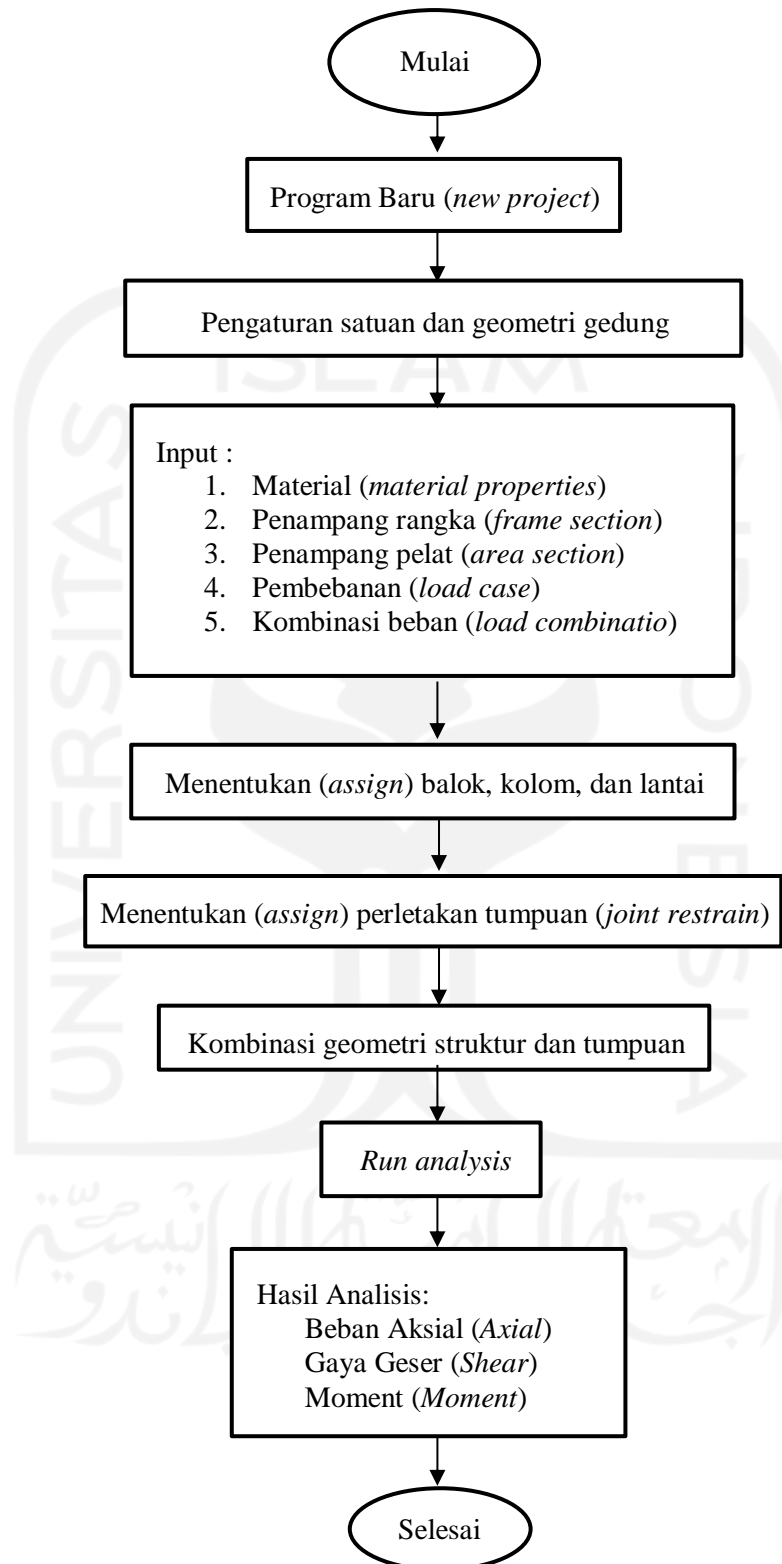 Mulai
Program Baru (new project)
Pengaturan satuan dan geometri gedung
ISLAM
UNIVERSITAS
INDONESIA
Input :
1. Material (material properties)
2. Penampang rangka (frame section)
3. Penampang pelat (area section)
4. Pembebanan (load case)
5. Kombinasi beban (load combinatio)
Menentukan (assign) balok, kolom, dan lantai
Menentukan (assign) perletakan tumpuan (joint restrain)
Kombinasi geometri struktur dan tumpuan
Run analysis
Hasil Analisis:
Beban Aksial (Axial)
Gaya Geser (Shear)
Moment (Moment)
Selesai